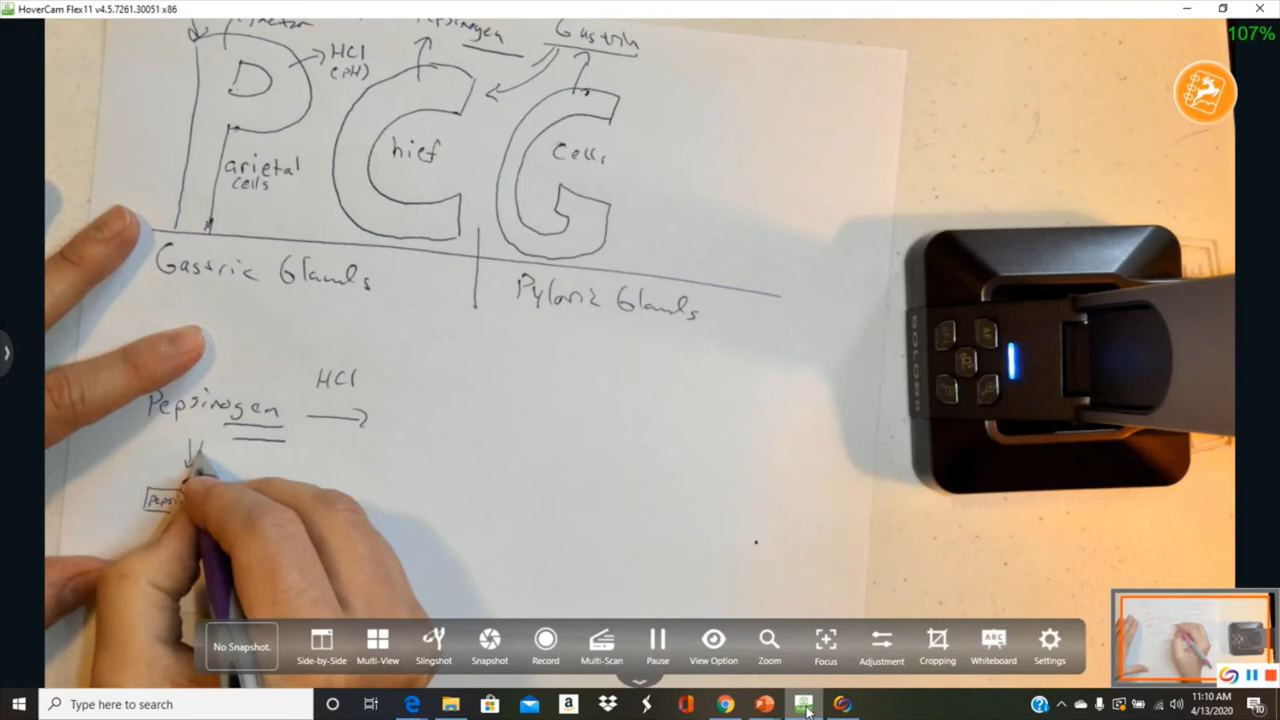 HoverCam Flex11 v4.5.7261.30051 x86
107%
Gastrin
HCl
(pH)
P C G
arietal
cells
hief
cells
Gastric Glands
Pyloric Glands
HCl
Pepsinogen
No Snapshot.
Side-by-Side
Multi-View
Slingshot
Snapshot
Record
Multi-Scan
Pause
View Option
Zoom
Focus
Adjustment
Cropping
ABC
Whiteboard
Settings
Type here to search
11:10 AM
4/13/2020